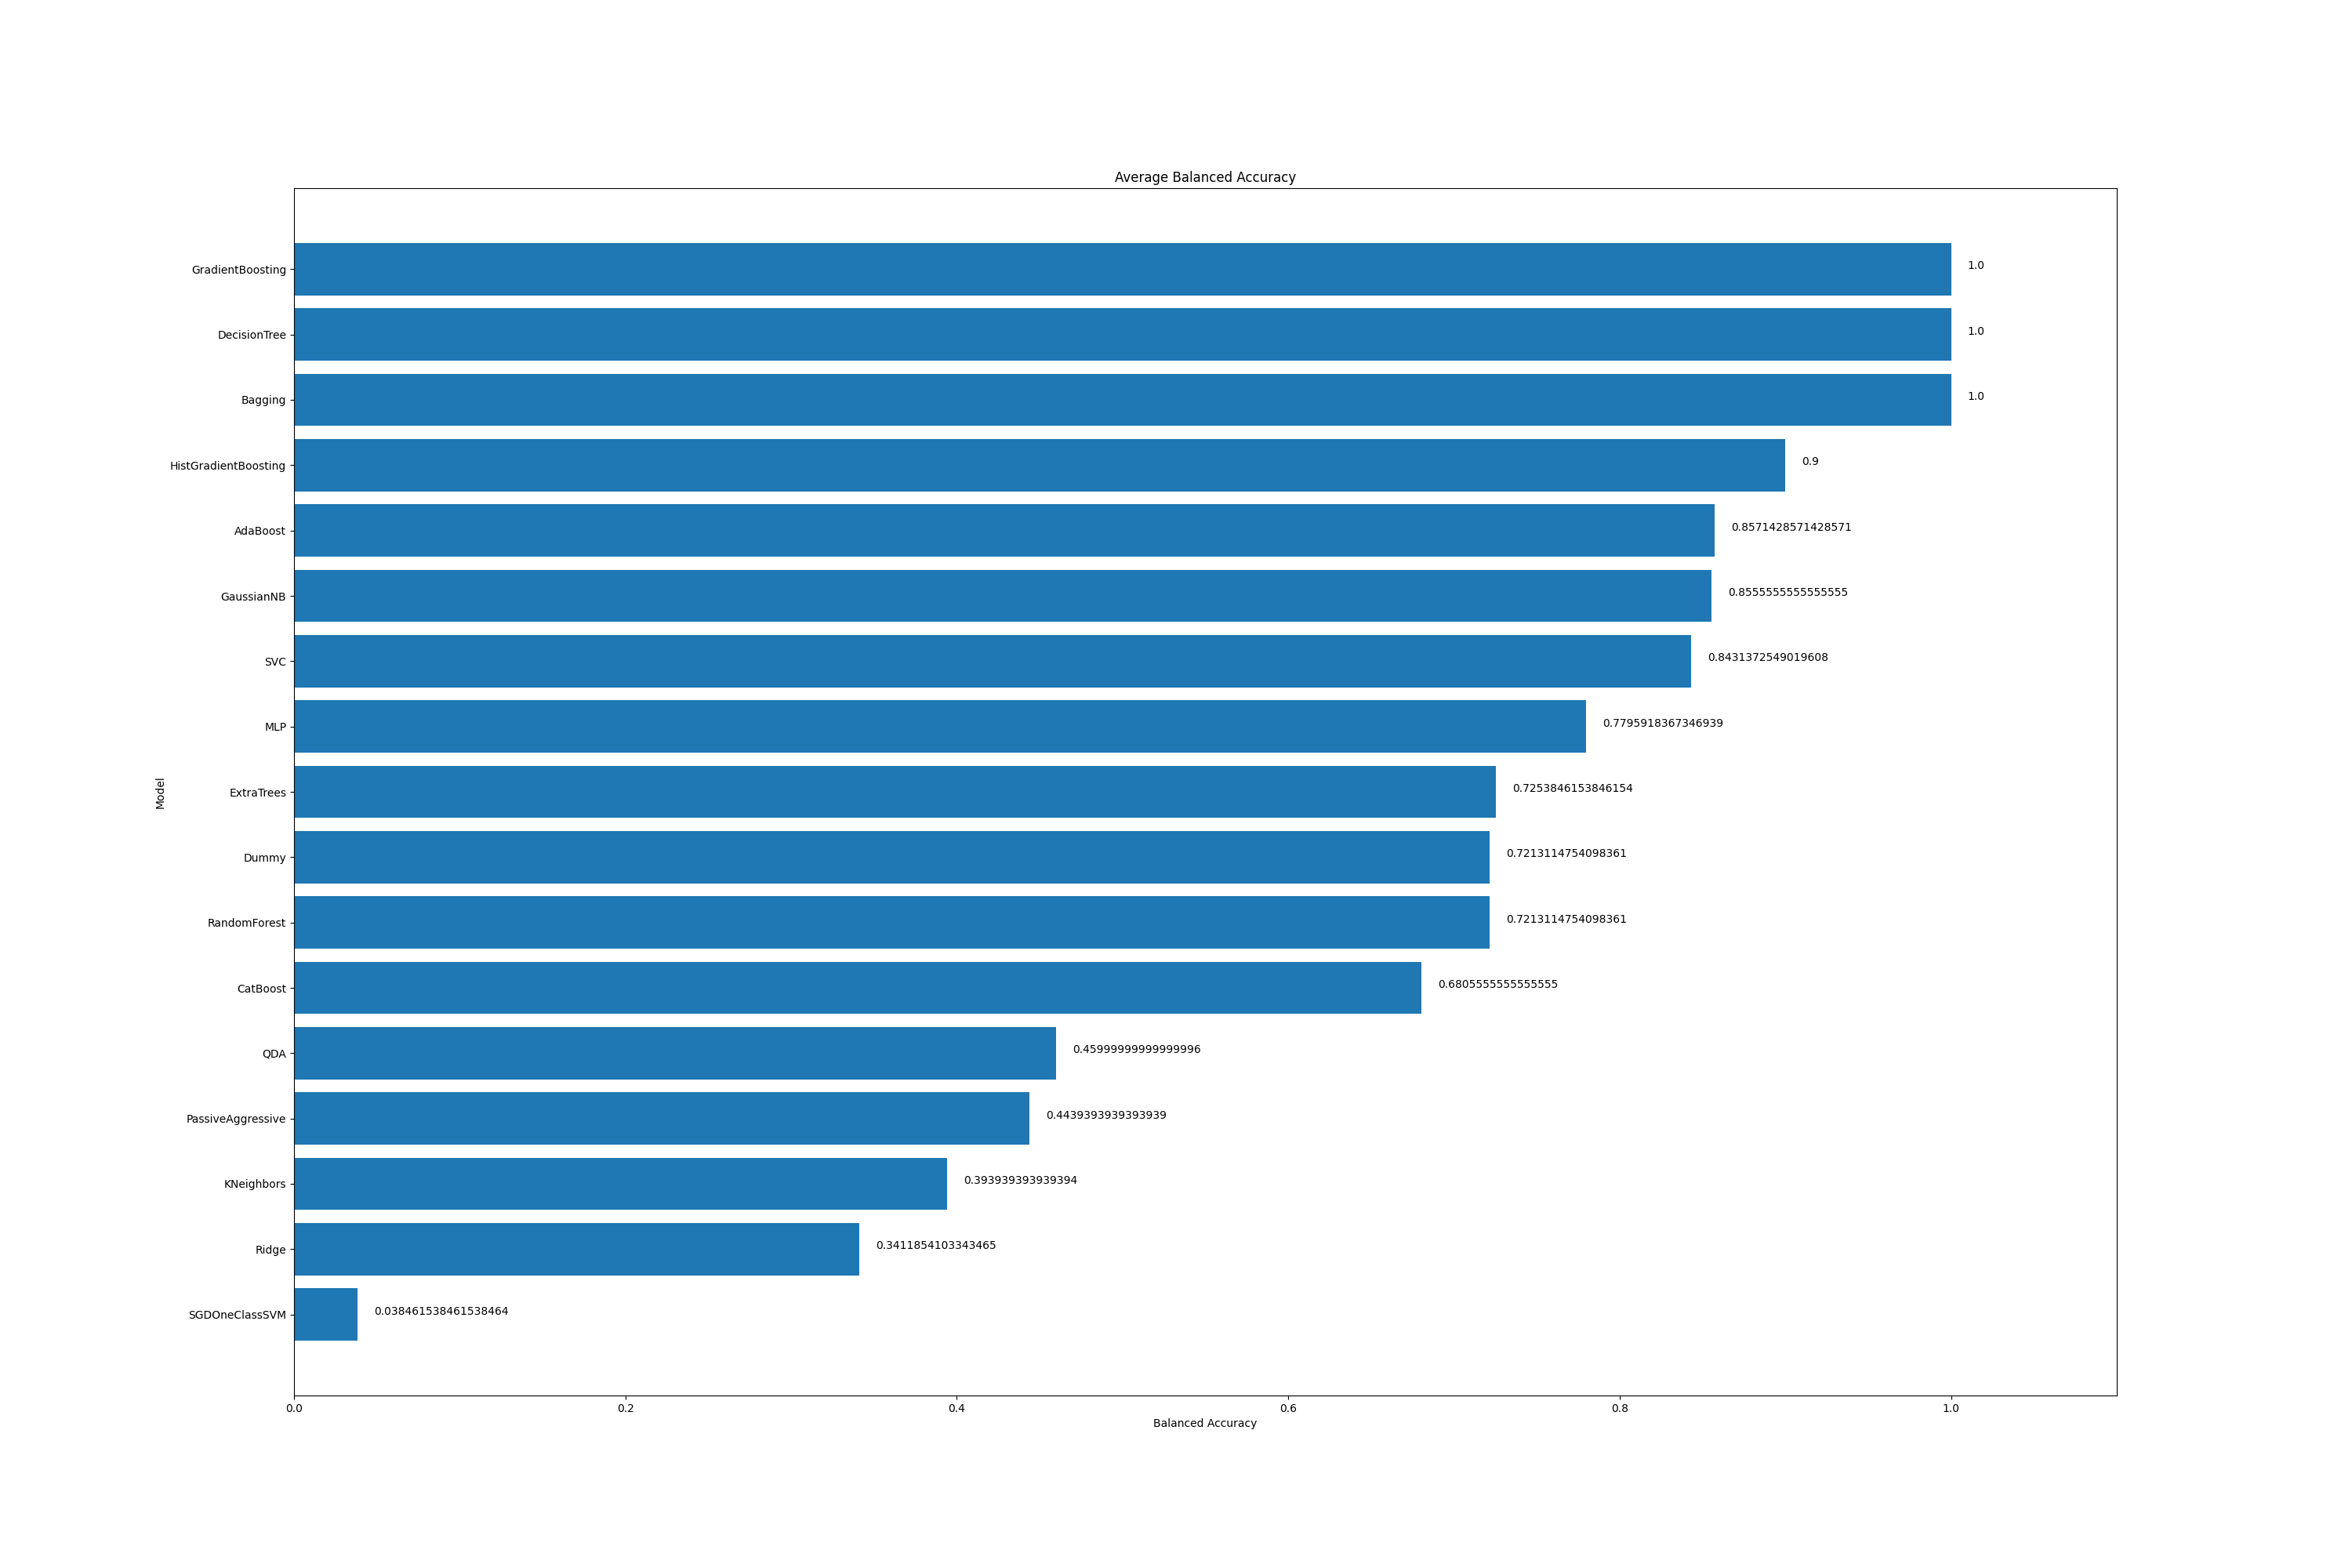 Average Balanced Accuracy
GradientBoosting 1.0
DecisionTree 1.0
Bagging 1.0
HistGradientBoosting 0.9
AdaBoost 0.8571428571428571
GaussianNB 0.8555555555555555
SVC 0.8431372549019608
MLP 0.7795918367346939
ExtraTrees 0.7253846153846154
Dummy 0.7213114754098361
RandomForest 0.7213114754098361
CatBoost 0.6805555555555555
QDA 0.45999999999999996
PassiveAggressive 0.4439393939393939
KNeighbors 0.393939393939394
Ridge 0.3411854103343465
SGDOneClassSVM 0.038461538461538464
Model
0.0 0.2 0.4 0.6 0.8 1.0
Balanced Accuracy